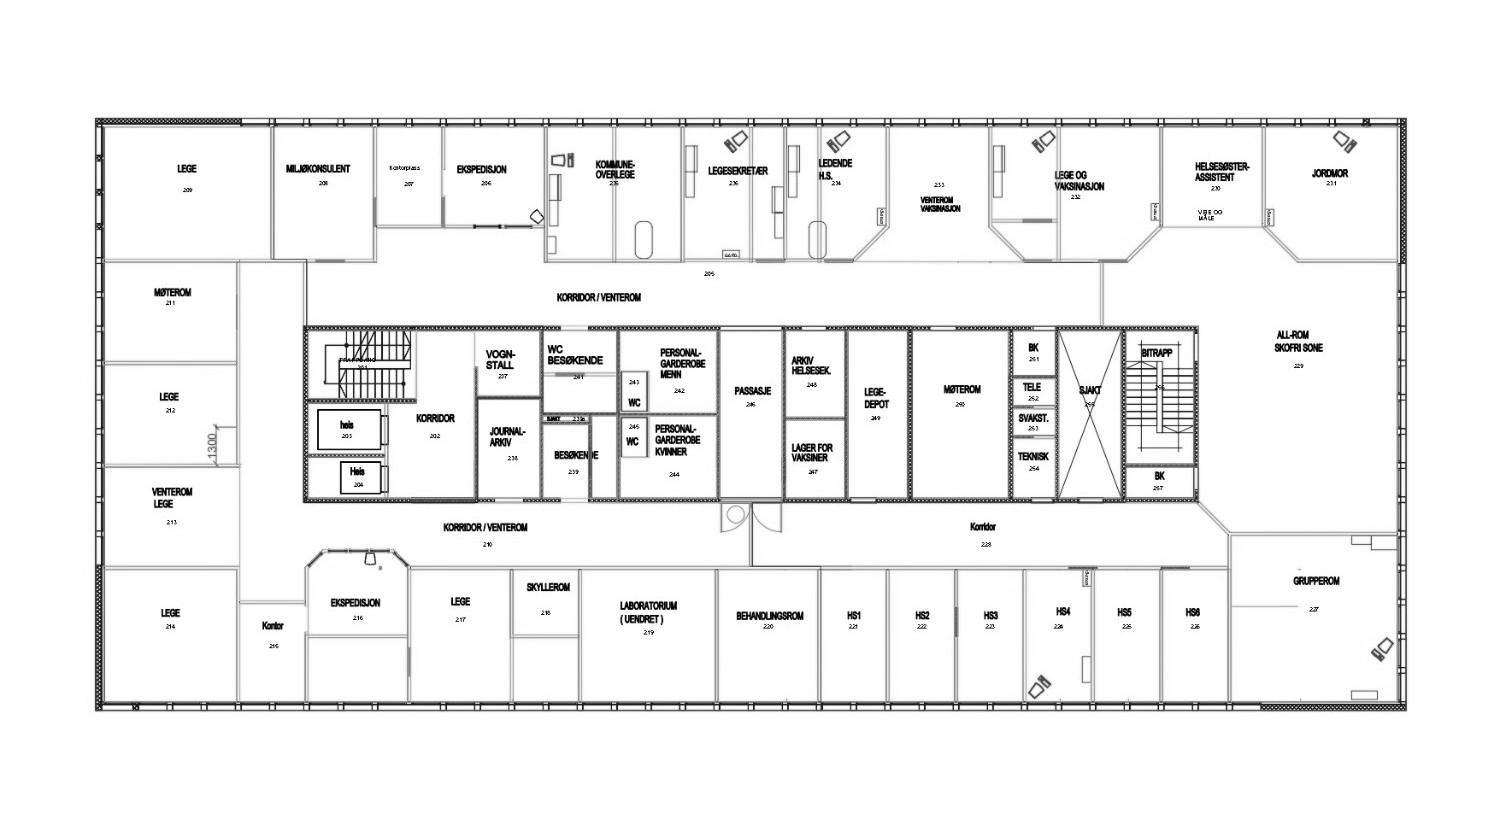 LEGE
209
MILJØKONSULENT
208
Kontorplass
207
EKSPEDISJON
206
KOMMUNE-
OVERLEGE
235
LEGESEKRETÆR
236
LEDENDE
H.S.
234
233
VENTEROM
VAKSINASJON
LEGE OG
VAKSINASJON
232
HELSESØSTER-
ASSISTENT
230
VEIE OG
MÅLE
JORDMOR
231
205
KORRIDOR / VENTEROM
MØTEROM
211
LEGE
212
1300
VENTEROM
LEGE
213
LEGE
214
Kontor
215
heis
203
Heis
204
KORRIDOR
202
VOGN-
STALL
237
JOURNAL-
ARKIV
238
WC
BESØKENDE
241
SJAKT
BESØKENDE
239
243
WC
245
WC
PERSONAL-
GARDEROBE
MENN
242
PERSONAL-
GARDEROBE
KVINNER
244
PASSASJE
246
ARKIV
HELSESEK.
248
LAGER FOR
VAKSINER
247
LEGE-
DEPOT
249
MØTEROM
250
BK
251
TELE
252
SVAKST.
253
TEKNISK
254
SJAKT
255
BITRAPP
256
BK
257
ALL-ROM
SKOFRI SONE
229
KORRIDOR / VENTEROM
210
Korridor
228
EKSPEDISJON
216
LEGE
217
SKYLLEROM
218
LABORATORIUM
( UENDRET )
219
BEHANDLINGSROM
220
HS1
221
HS2
222
HS3
223
HS4
224
HS5
225
HS6
226
GRUPPEROM
227